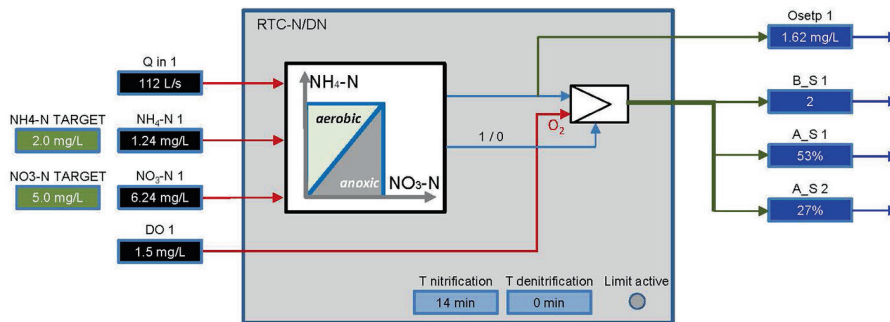 RTC-N/DN
Osetp 1
1.62 mg/L
Q in 1
112 L/s
NH₄-N
aerobic
anoxic
NO₃-N
B_S 1
2
NH4-N TARGET
2.0 mg/L
NH₄-N 1
1.24 mg/L
1 / 0
O₂
A_S 1
53%
NO3-N TARGET
5.0 mg/L
NO₃-N 1
6.24 mg/L
A_S 2
27%
DO 1
1.5 mg/L
T nitrification
14 min
T denitrification
0 min
Limit active